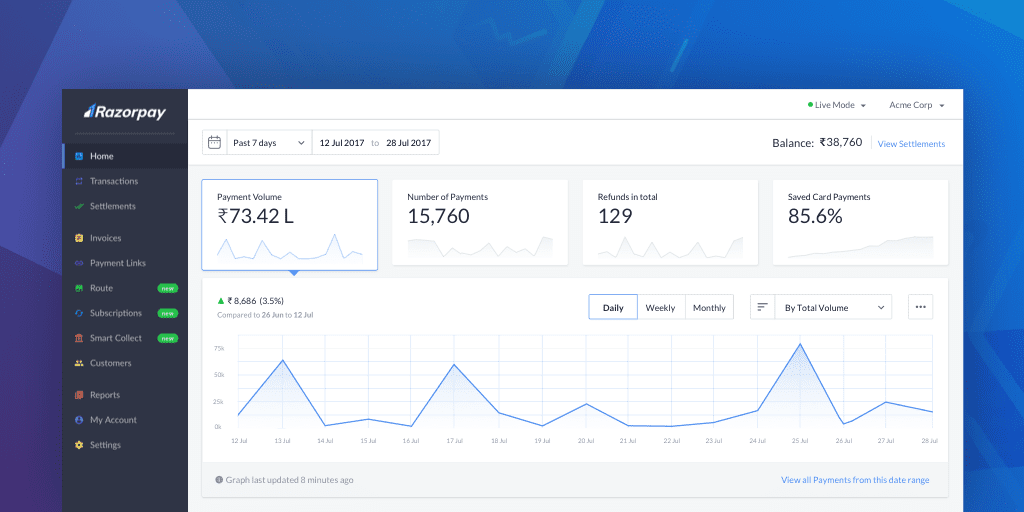 Razorpay
Live Mode
Acme Corp
Home
Transactions
Settlements
Invoices
Payment Links
Route new
Subscriptions new
Smart Collect new
Customers
Reports
My Account
Settings
Past 7 days
12 Jul 2017 to 28 Jul 2017
Balance: ₹38,760
View Settlements
Payment Volume
₹73.42 L
Number of Payments
15,760
Refunds in total
129
Saved Card Payments
85.6%
₹ 8,686 (3.5%)
Compared to 26 Jun to 12 Jul
Daily
Weekly
Monthly
By Total Volume
75k
50k
25k
0k
12 Jul 13 Jul 14 Jul 15 Jul 16 Jul 17 Jul 18 Jul 19 Jul 20 Jul 21 Jul 22 Jul 23 Jul 24 Jul 25 Jul 26 Jul 27 Jul 28 Jul
Graph last updated 8 minutes ago
View all Payments from this date range